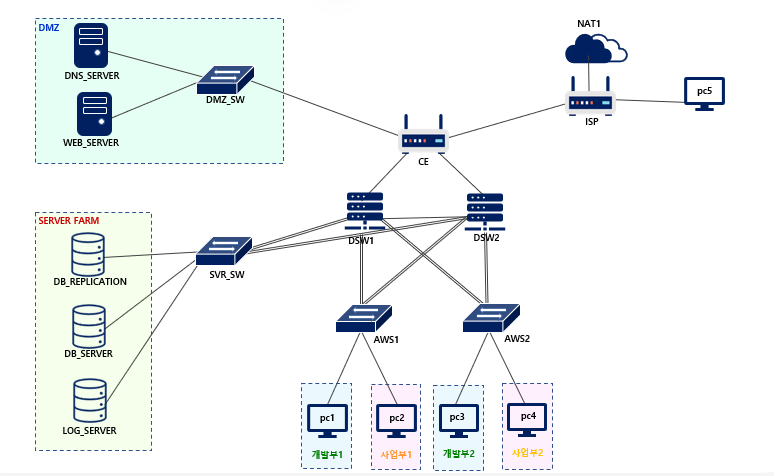 DMZ
DNS_SERVER
WEB_SERVER
DMZ_SW
NAT1
ISP
pc5
CE
SERVER FARM
DB_REPLICATION
DB_SERVER
LOG_SERVER
SVR_SW
DSW1
DSW2
AWS1
AWS2
pc1
pc2
pc3
pc4
개발부1
사업부1
개발부2
사업부2